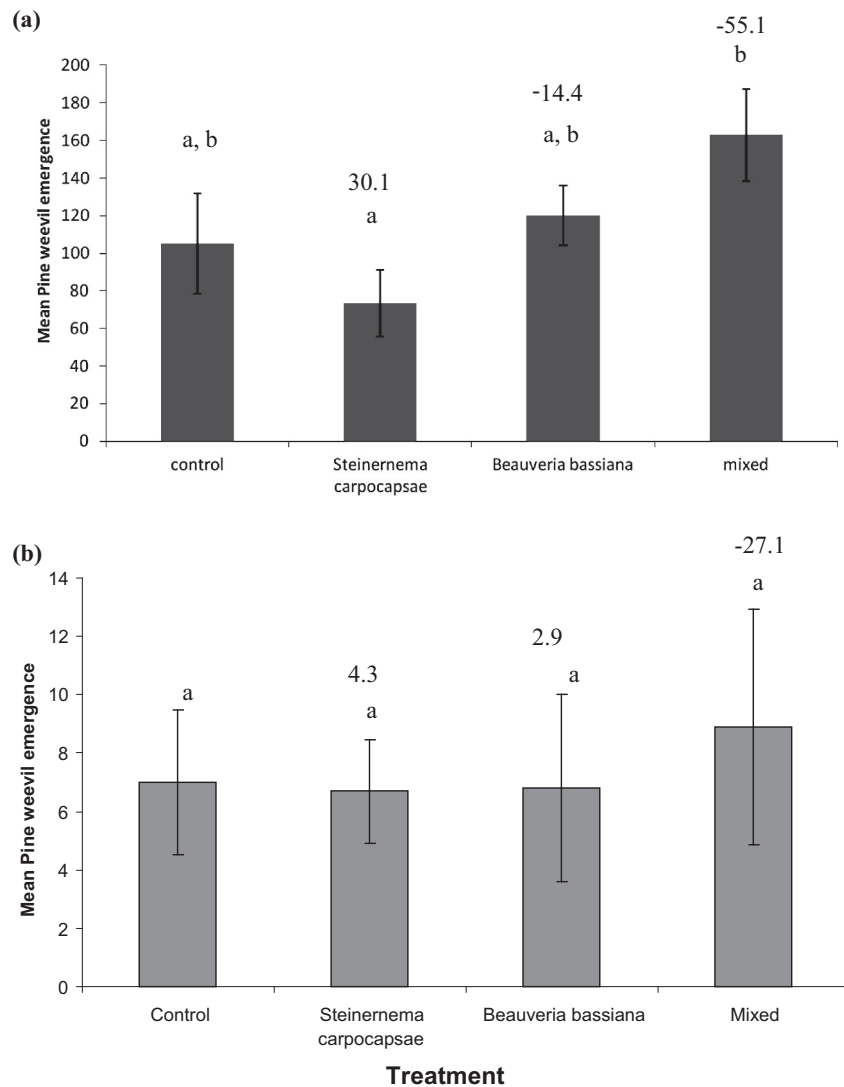 (a)
-55.1
b
-14.4
a, b
30.1
a
a, b
200
180
160
140
120
100
80
60
40
20
0
Mean Pine weevil emergence
control
Steinernema
carpocapsae
Beauveria bassiana
mixed
(b)
-27.1
a
2.9
a
4.3
a
a
14
12
10
8
6
4
2
0
Mean Pine weevil emergence
Control
Steinernema
carpocapsae
Beauveria bassiana
Mixed
Treatment